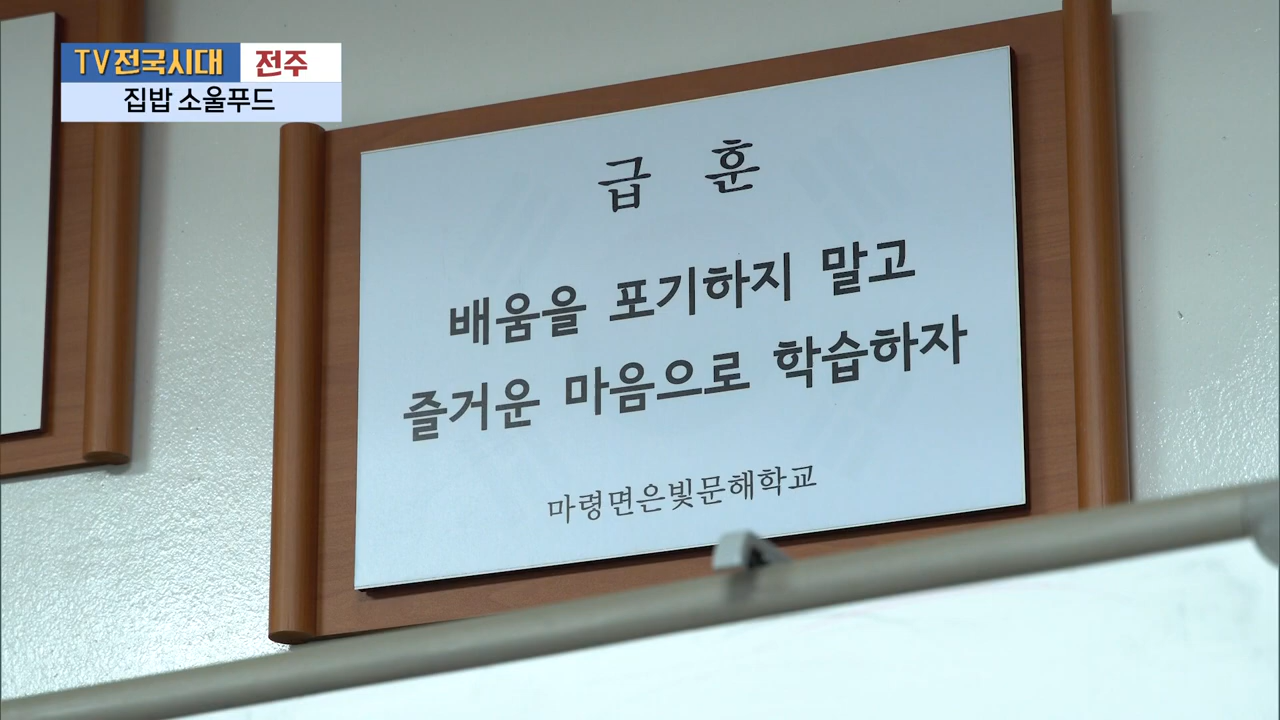 TV전국시대 전주
집밥 소울푸드
급 훈
배움을 포기하지 말고
즐거운 마음으로 학습하자
마령면은빛문해학교